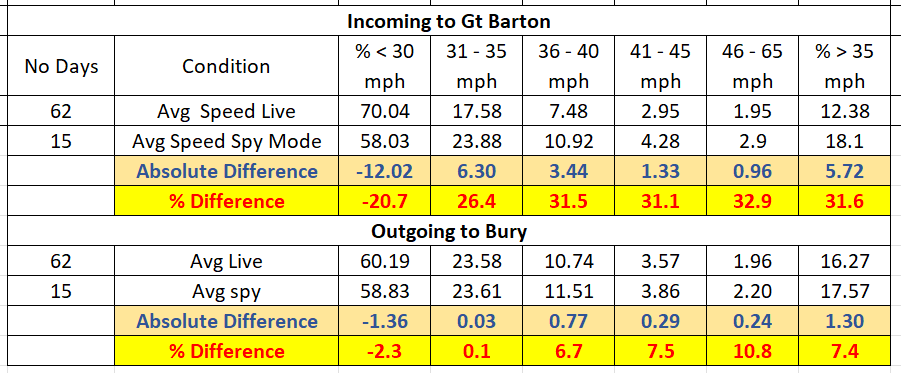 Incoming to Gt Barton
No Days Condition % < 30 mph 31 - 35 mph 36 - 40 mph 41 - 45 mph 46 - 65 mph % > 35 mph
62 Avg  Speed Live 70.04 17.58 7.48 2.95 1.95 12.38
15 Avg Speed Spy Mode 58.03 23.88 10.92 4.28 2.9 18.1
Absolute Difference -12.02 6.30 3.44 1.33 0.96 5.72
% Difference -20.7 26.4 31.5 31.1 32.9 31.6
Outgoing to Bury
62 Avg Live 60.19 23.58 10.74 3.57 1.96 16.27
15 Avg spy 58.83 23.61 11.51 3.86 2.20 17.57
Absolute Difference -1.36 0.03 0.77 0.29 0.24 1.30
% Difference -2.3 0.1 6.7 7.5 10.8 7.4